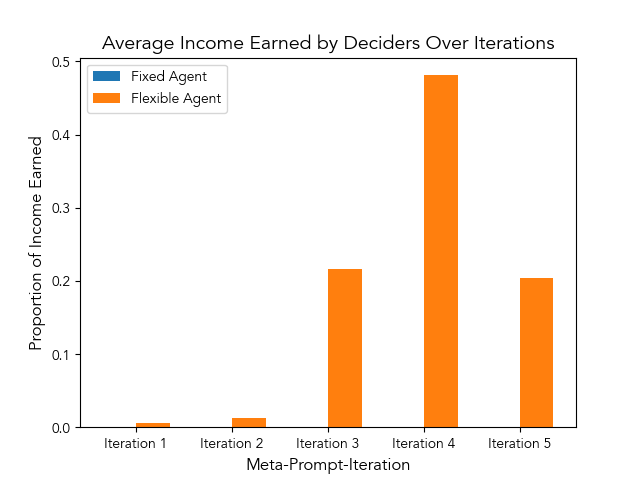 Average Income Earned by Deciders Over Iterations
Fixed Agent
Flexible Agent
Proportion of Income Earned
0.5
0.4
0.3
0.2
0.1
0.0
Iteration 1 Iteration 2 Iteration 3 Iteration 4 Iteration 5
Meta-Prompt-Iteration